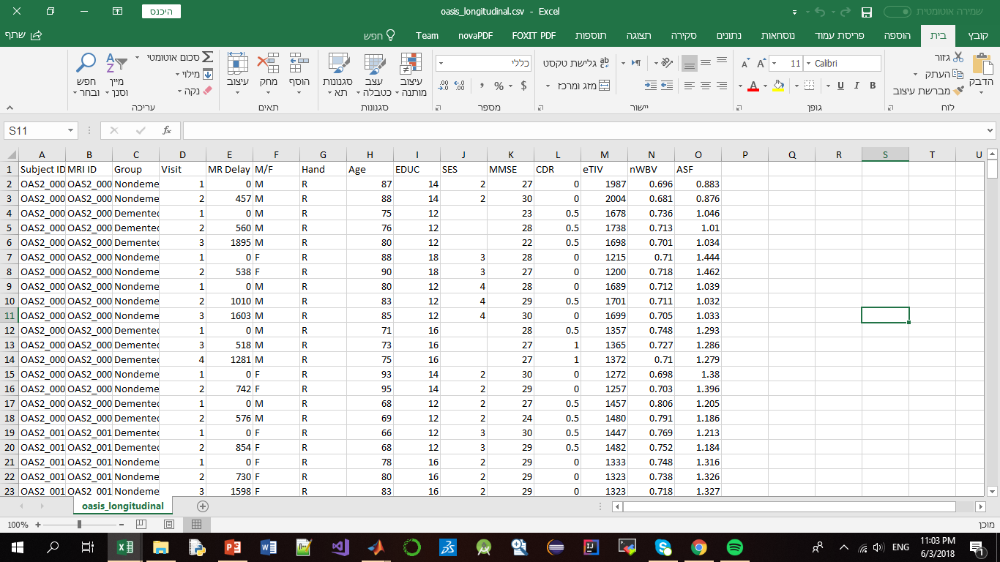 oasis_longitudinal.csv - Excel
היכנס
שמירה אוטומטית
קובץ בית הוספה פריסת עמוד נוסחאות נתונים סקירה תצוגה תוספות FOXIT PDF novaPDF Team חפש שתף
הדבק
גזור
העתק
מברשת עיצוב
לוח
Calibri 11
A A
B I U A
גופן
גלישת טקסט
מזג ומרכז
יישור
כללי
$ % ,
מספר
עיצוב מותנה
עצב כטבלה
סגנונות תא
סגנונות
הוסף
מחק
עיצוב
תאים
סכום אוטומטי
מילוי
נקה
מיין וסנן
חפש ובחר
עריכה
S11 fx
A B C D E F G H I J K L M N O P Q R S T U
1 Subject ID MRI ID Group Visit MR Delay M/F Hand Age EDUC SES MMSE CDR eTIV nWBV ASF
2 OAS2_000 OAS2_000 Nondeme 1 0 M R 87 14 2 27 0 1987 0.696 0.883
3 OAS2_000 OAS2_000 Nondeme 2 457 M R 88 14 2 30 0 2004 0.681 0.876
4 OAS2_000 OAS2_000 Demented 1 0 M R 75 12 23 0.5 1678 0.736 1.046
5 OAS2_000 OAS2_000 Demented 2 560 M R 76 12 28 0.5 1738 0.713 1.01
6 OAS2_000 OAS2_000 Demented 3 1895 M R 80 12 22 0.5 1698 0.701 1.034
7 OAS2_000 OAS2_000 Nondeme 1 0 F R 88 18 3 28 0 1215 0.71 1.444
8 OAS2_000 OAS2_000 Nondeme 2 538 F R 90 18 3 27 0 1200 0.718 1.462
9 OAS2_000 OAS2_000 Nondeme 1 0 M R 80 12 4 28 0 1689 0.712 1.039
10 OAS2_000 OAS2_000 Nondeme 2 1010 M R 83 12 4 29 0.5 1701 0.711 1.032
11 OAS2_000 OAS2_000 Nondeme 3 1603 M R 85 12 4 30 0 1699 0.705 1.033
12 OAS2_000 OAS2_000 Demented 1 0 M R 71 16 28 0.5 1357 0.748 1.293
13 OAS2_000 OAS2_000 Demented 3 518 M R 73 16 27 1 1365 0.727 1.286
14 OAS2_000 OAS2_000 Demented 4 1281 M R 75 16 27 1 1372 0.71 1.279
15 OAS2_000 OAS2_000 Nondeme 1 0 F R 93 14 2 30 0 1272 0.698 1.38
16 OAS2_000 OAS2_000 Nondeme 2 742 F R 95 14 2 29 0 1257 0.703 1.396
17 OAS2_000 OAS2_000 Demented 1 0 M R 68 12 2 27 0.5 1457 0.806 1.205
18 OAS2_000 OAS2_000 Demented 2 576 M R 69 12 2 24 0.5 1480 0.791 1.186
19 OAS2_001 OAS2_001 Demented 1 0 F R 66 12 3 30 0.5 1447 0.769 1.213
20 OAS2_001 OAS2_001 Demented 2 854 F R 68 12 3 29 0.5 1482 0.752 1.184
21 OAS2_001 OAS2_001 Nondeme 1 0 F R 78 16 2 29 0 1333 0.748 1.316
22 OAS2_001 OAS2_001 Nondeme 2 730 F R 80 16 2 29 0 1323 0.738 1.326
23 OAS2_001 OAS2_001 Nondeme 3 1598 F R 83 16 2 29 0 1323 0.718 1.327
oasis_longitudinal
100% מוכן
ENG 11:03 PM
6/3/2018
1